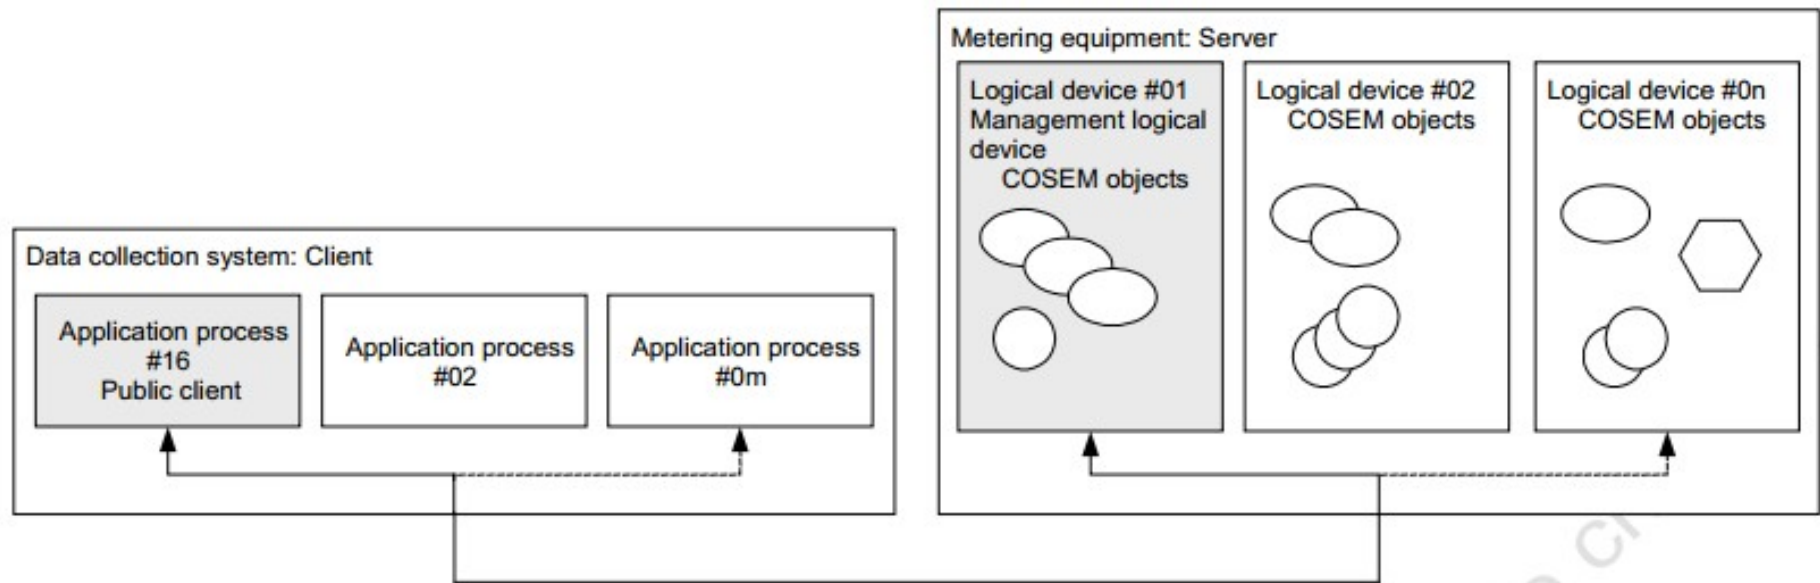 Metering equipment: Server
Logical device #01
Management logical
device
COSEM objects
Logical device #02
COSEM objects
Logical device #0n
COSEM objects
Data collection system: Client
Application process
#16
Public client
Application process
#02
Application process
#0m